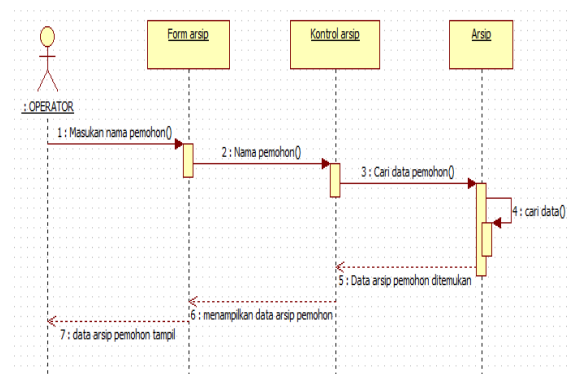 Form arsip
Kontrol arsip
Arsip
: OPERATOR
1 : Masukan nama pemohon()
2 : Nama pemohon()
3 : Cari data pemohon()
4 : cari data()
5 : Data arsip pemohon ditemukan
6 : menampilkan data arsip pemohon
7 : data arsip pemohon tampil